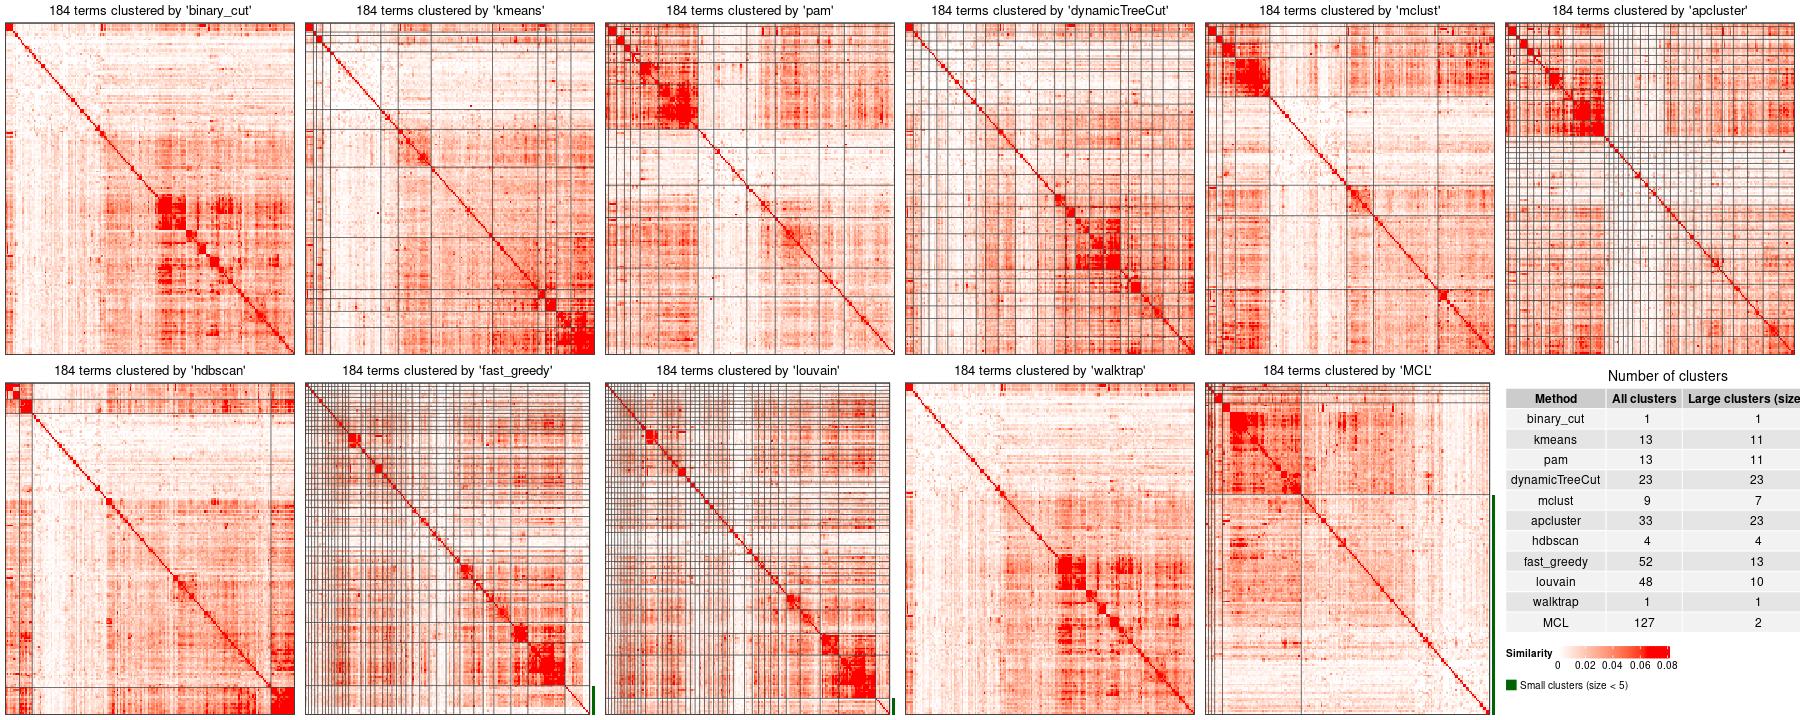 184 terms clustered by 'binary_cut'
184 terms clustered by 'kmeans'
184 terms clustered by 'pam'
184 terms clustered by 'dynamicTreeCut'
184 terms clustered by 'mclust'
184 terms clustered by 'apcluster'
184 terms clustered by 'hdbscan'
184 terms clustered by 'fast_greedy'
184 terms clustered by 'louvain'
184 terms clustered by 'walktrap'
184 terms clustered by 'MCL'
Number of clusters
Method All clusters Large clusters (size
binary_cut 1 1
kmeans 13 11
pam 13 11
dynamicTreeCut 23 23
mclust 9 7
apcluster 33 23
hdbscan 4 4
fast_greedy 52 13
louvain 48 10
walktrap 1 1
MCL 127 2
Similarity
0 0.02 0.04 0.06 0.08
Small clusters (size < 5)